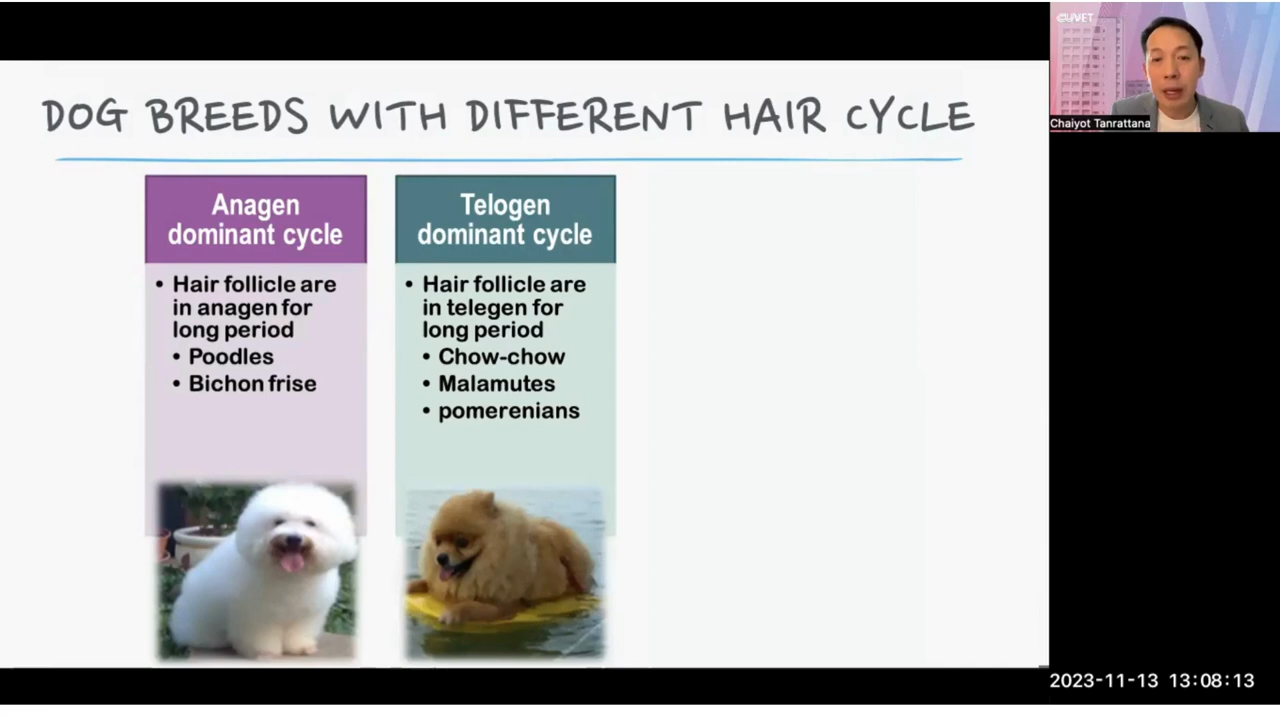 DOG BREEDS WITH DIFFERENT HAIR CYCLE
Anagen
dominant cycle
• Hair follicle are
in anagen for
long period
• Poodles
• Bichon frise
Telogen
dominant cycle
• Hair follicle are
in telegen for
long period
• Chow-chow
• Malamutes
• pomerenians
CUVET
Chaiyot Tanrattana
2023-11-13 13:08:13